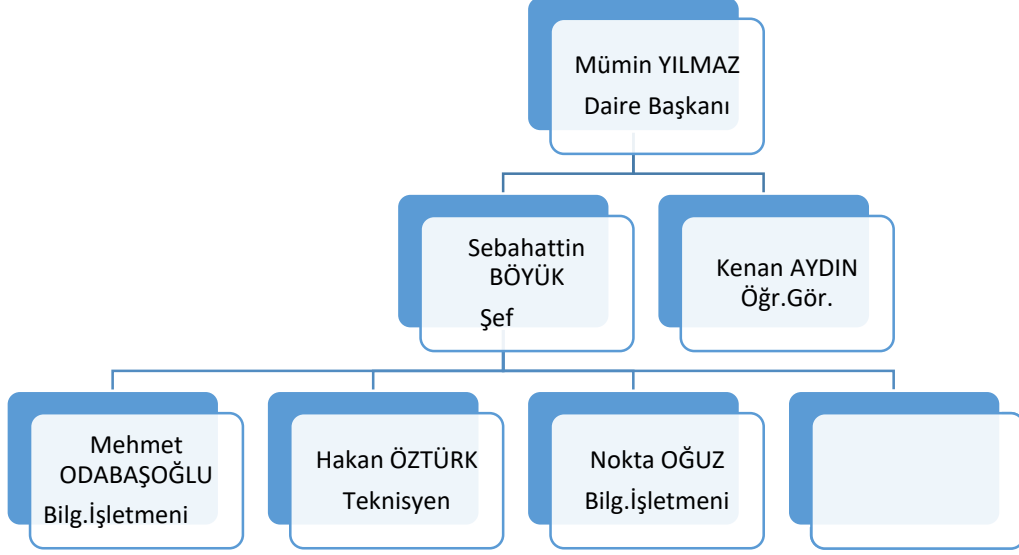 Mümin YILMAZ
Daire Başkanı
Sebahattin
BÖYÜK
Şef
Kenan AYDIN
Öğr.Gör.
Mehmet
ODABAŞOĞLU
Bilg.İşletmeni
Hakan ÖZTÜRK
Teknisyen
Nokta OĞUZ
Bilg.İşletmeni